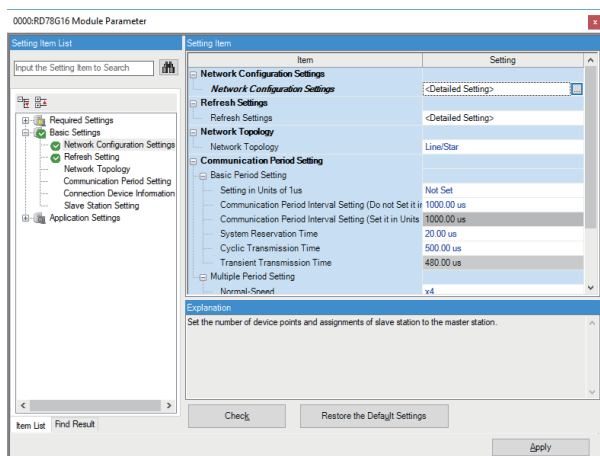 0000:RD78G16 Module Parameter
x
Setting Item List
Input the Setting Item to Search
Required Settings
Basic Settings
Network Configuration Settings
Refresh Setting
Network Topology
Communication Period Setting
Connection Device Information
Slave Station Setting
Application Settings
Item List
Find Result
Setting Item
Item Setting
Network Configuration Settings
Network Configuration Settings <Detailed Setting> ...
Refresh Settings
Refresh Settings <Detailed Setting>
Network Topology
Network Topology Line/Star
Communication Period Setting
Basic Period Setting
Setting in Units of 1us Not Set
Communication Period Interval Setting (Do not Set it ir 1000.00 us
Communication Period Interval Setting (Set it in Units 1000.00 us
System Reservation Time 20.00 us
Cyclic Transmission Time 500.00 us
Transient Transmission Time 480.00 us
Multiple Period Setting
Normal-Speed x4
Explanation
Set the number of device points and assignments of slave station to the master station.
Check
Restore the Default Settings
Apply